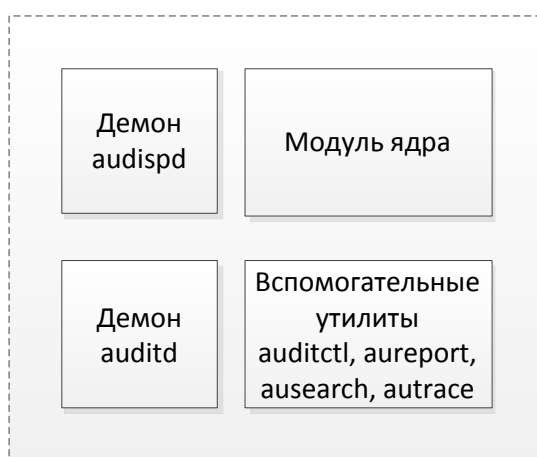 Демон
audispd
Модуль ядра
Демон
auditd
Вспомогательные
утилиты
auditctl, aureport,
ausearch, autrace